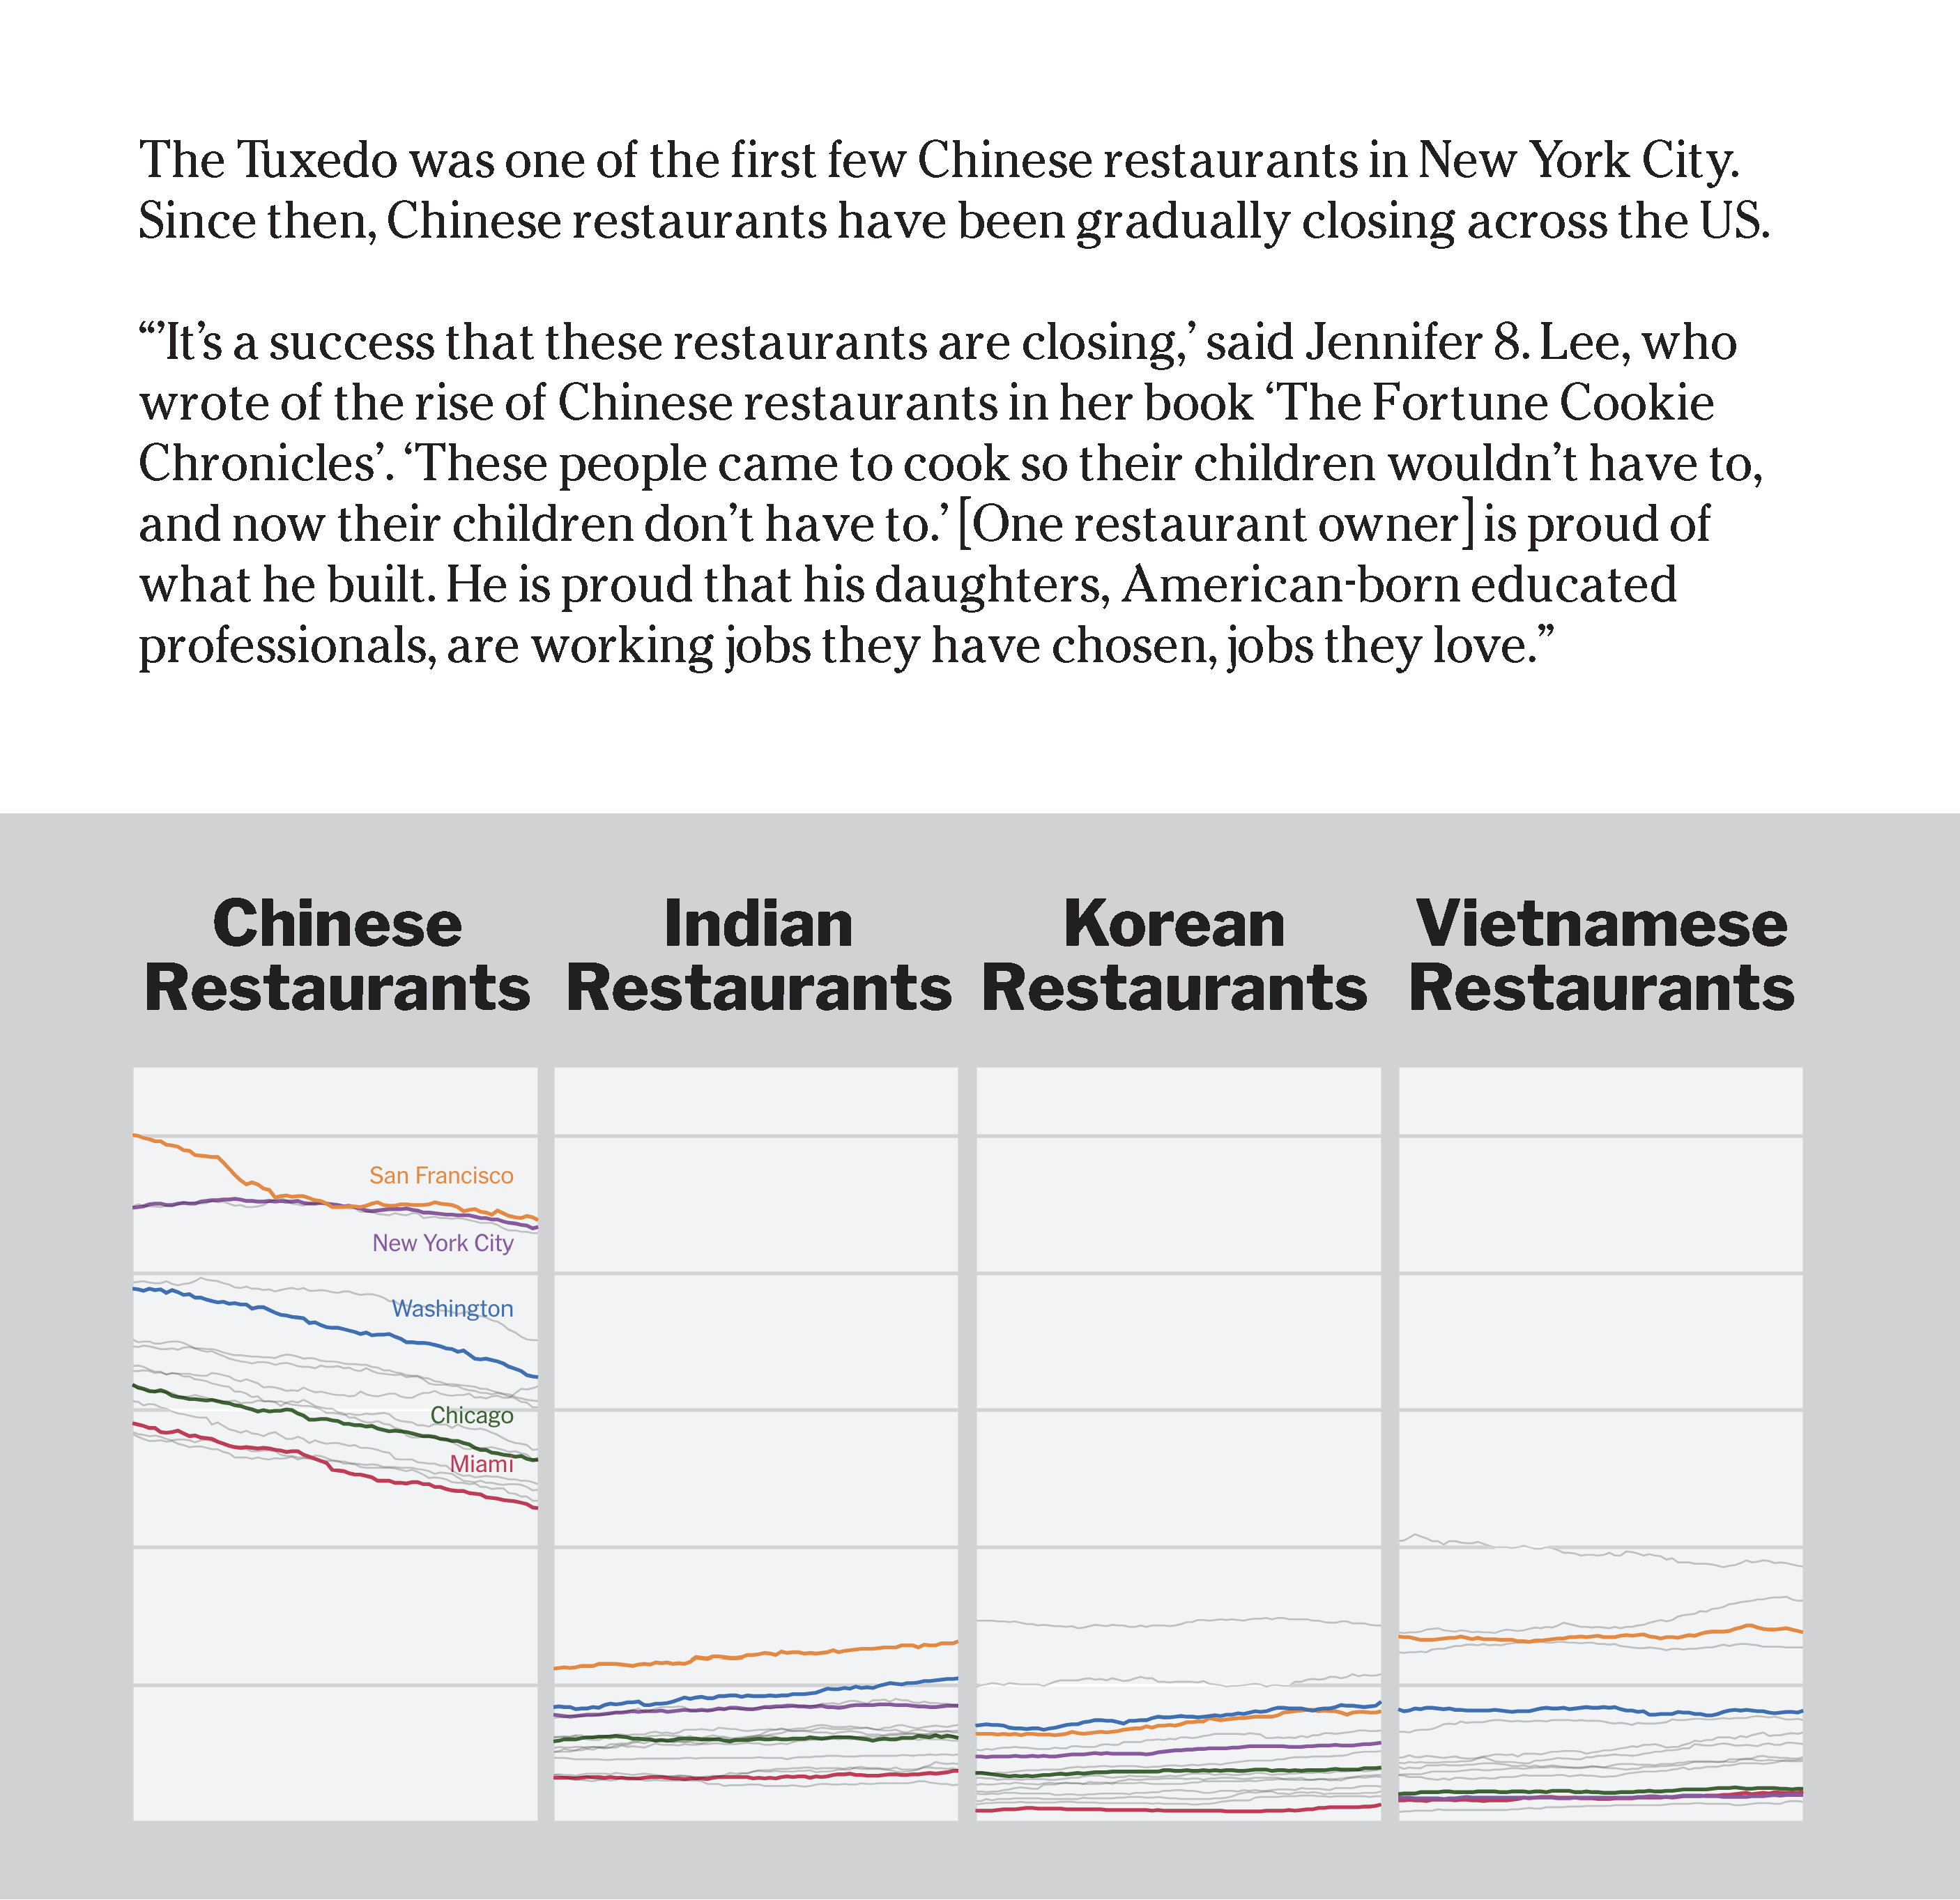 The Tuxedo was one of the first few Chinese restaurants in New York City.
Since then, Chinese restaurants have been gradually closing across the US.
“’It’s a success that these restaurants are closing,’ said Jennifer 8. Lee, who
wrote of the rise of Chinese restaurants in her book ‘The Fortune Cookie
Chronicles’. ‘These people came to cook so their children wouldn’t have to,
and now their children don’t have to.’ [One restaurant owner] is proud of
what he built. He is proud that his daughters, American-born educated
professionals, are working jobs they have chosen, jobs they love.”
Chinese
Restaurants
Indian
Restaurants
Korean
Restaurants
Vietnamese
Restaurants
San Francisco
New York City
Washington
Chicago
Miami